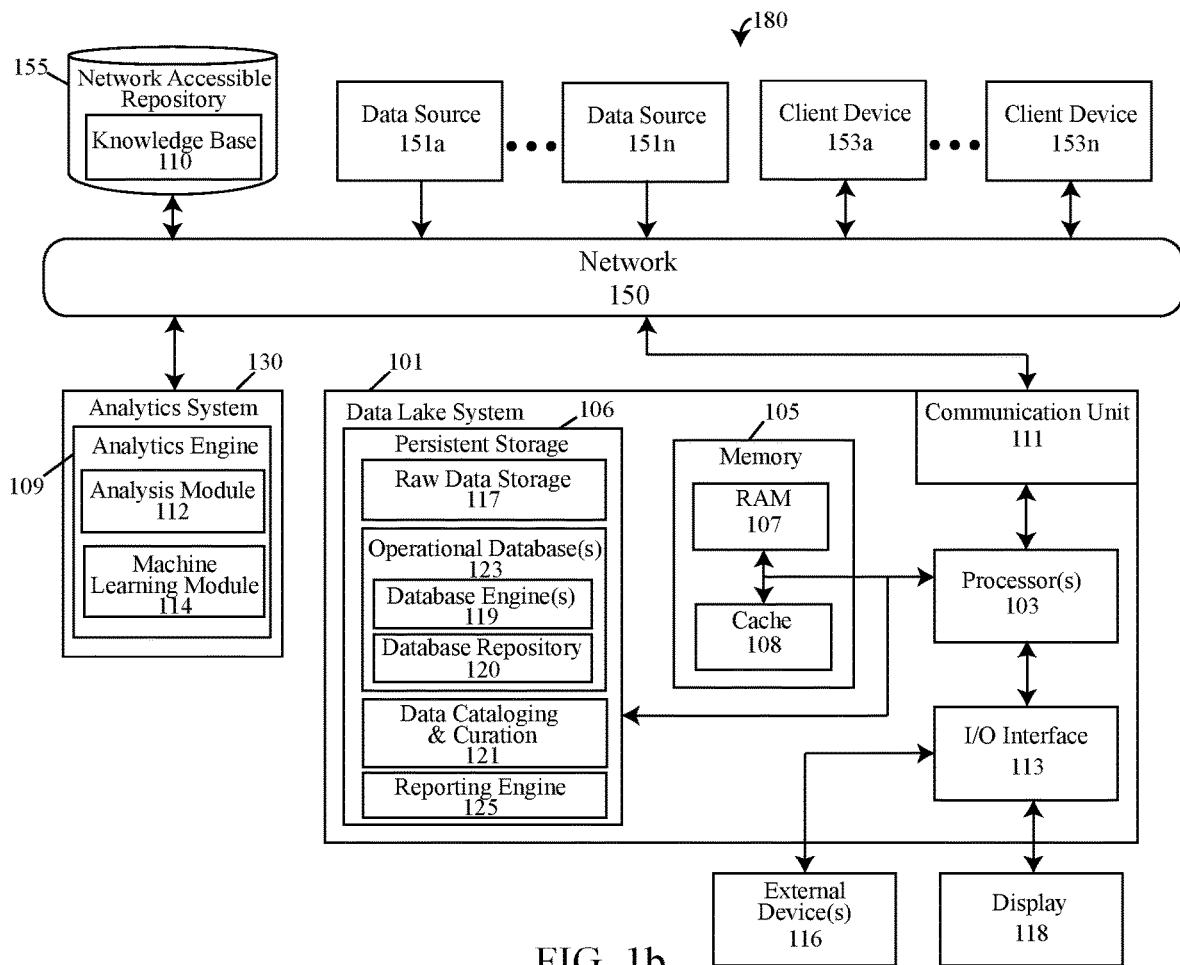 180
155
Network Accessible
Repository
Knowledge Base
110
Data Source
151a
Data Source
151n
Client Device
153a
Client Device
153n
Network
150
130
Analytics System
Analytics Engine
109
Analysis Module
112
Machine
Learning Module
114
101
Data Lake System
106
Persistent Storage
Raw Data Storage
117
Operational Database(s)
123
Database Engine(s)
119
Database Repository
120
Data Cataloging
& Curation
121
Reporting Engine
125
105
Memory
RAM
107
Cache
108
Communication Unit
111
Processor(s)
103
I/O Interface
113
External
Device(s)
116
Display
118
FIG. 1b